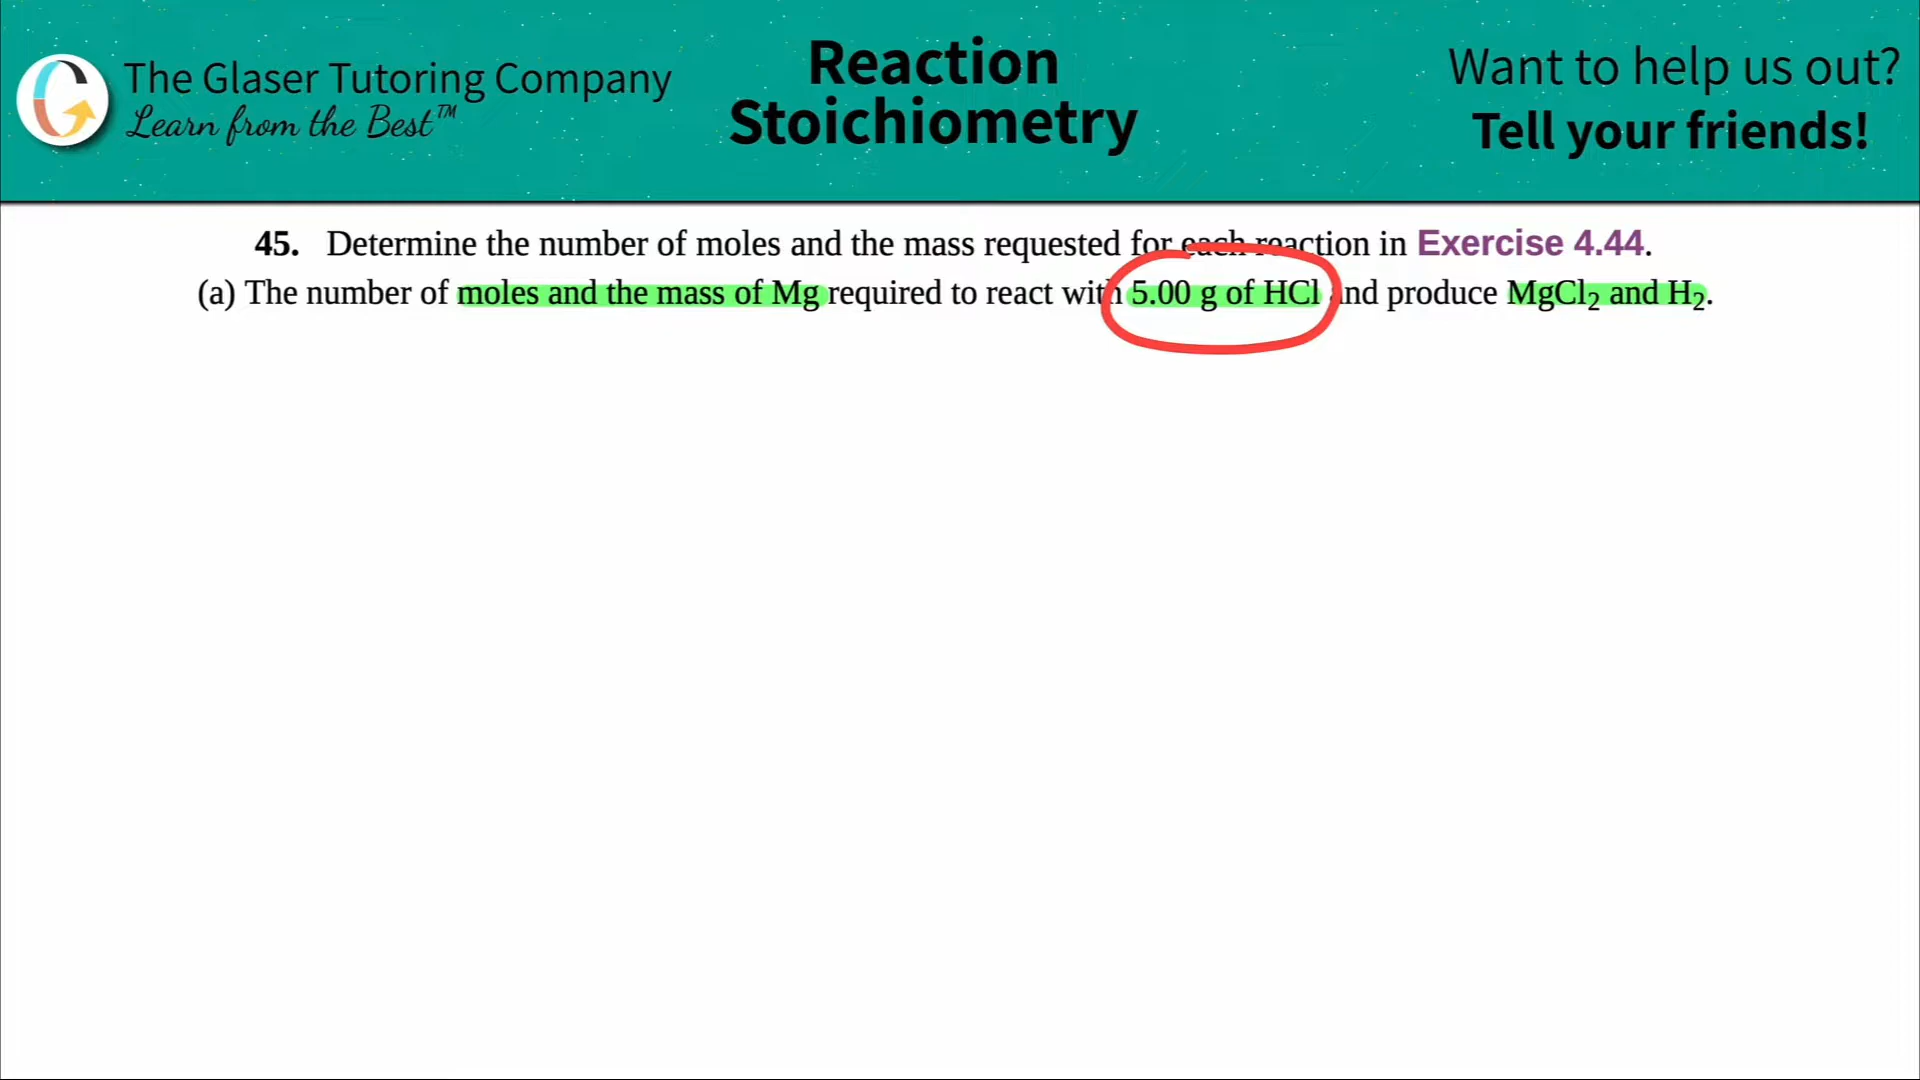 The Glaser Tutoring Company
Learn from the Best™
Reaction
Stoichiometry
Want to help us out?
Tell your friends!
45. Determine the number of moles and the mass requested for each reaction in Exercise 4.44.
(a) The number of moles and the mass of Mg required to react with 5.00 g of HCl and produce MgCl₂ and H₂.